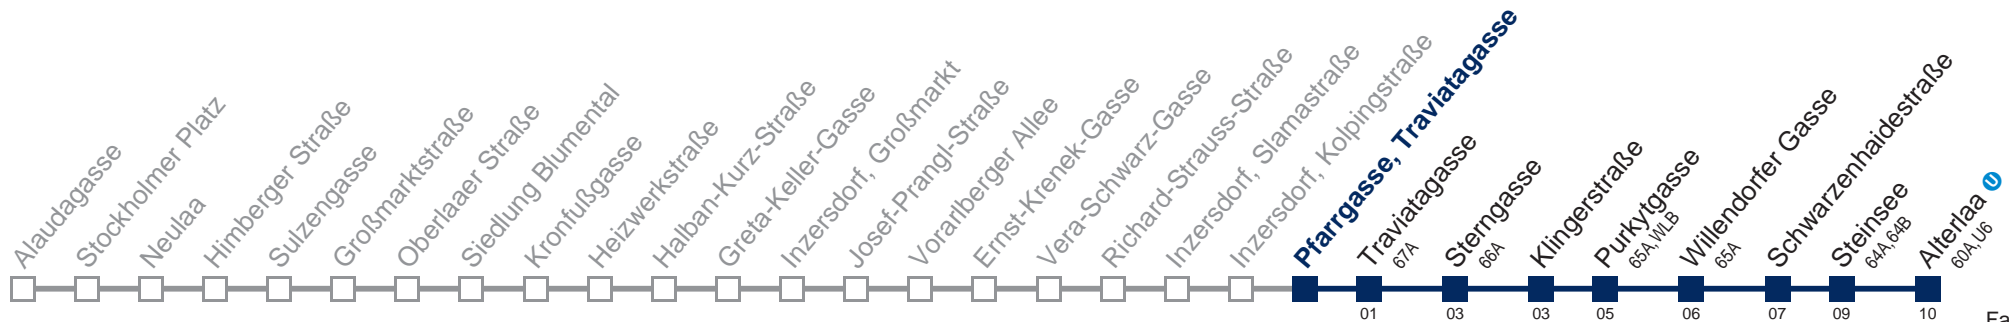 Alaudagasse
Stockholmer Platz
Neulaa
Himberger Straße
Sulzengasse
Großmarktstraße
Oberlaaer Straße
Siedlung Blumental
Kronfußgasse
Heizwerkstraße
Halban-Kurz-Straße
Greta-Keller-Gasse
Inzersdorf, Großmarkt
Josef-Prangl-Straße
Vorarlberger Allee
Ernst-Krenek-Gasse
Vera-Schwarz-Gasse
Richard-Strauss-Straße
Inzersdorf, Slamastraße
Inzersdorf, Kolpingstraße
Pfarrgasse, Traviatagasse
Traviatagasse
67A
01
Sterngasse
66A
03
Klingerstraße
03
Purkytgasse
65A,WLB
05
Willendorfer Gasse
65A
06
Schwarzenhaidestraße
07
Steinsee
64A,64B
09
Alterlaa U
60A,U6
10